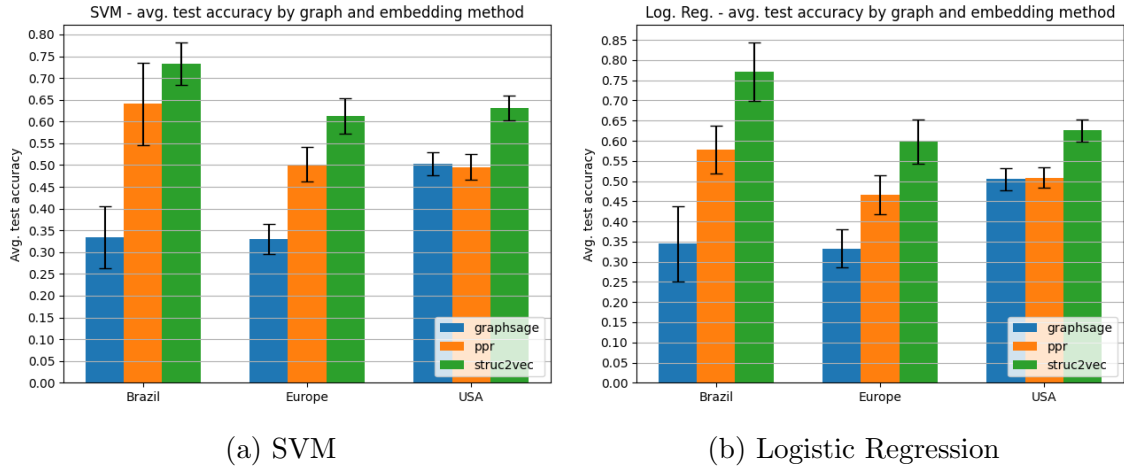 SVM - avg. test accuracy by graph and embedding method
Avg. test accuracy
0.80
0.75
0.70
0.65
0.60
0.55
0.50
0.45
0.40
0.35
0.30
0.25
0.20
0.15
0.10
0.05
0.00
graphsage
ppr
struc2vec
Brazil Europe USA
(a) SVM
Log. Reg. - avg. test accuracy by graph and embedding method
Avg. test accuracy
0.85
0.80
0.75
0.70
0.65
0.60
0.55
0.50
0.45
0.40
0.35
0.30
0.25
0.20
0.15
0.10
0.05
0.00
graphsage
ppr
struc2vec
Brazil Europe USA
(b) Logistic Regression